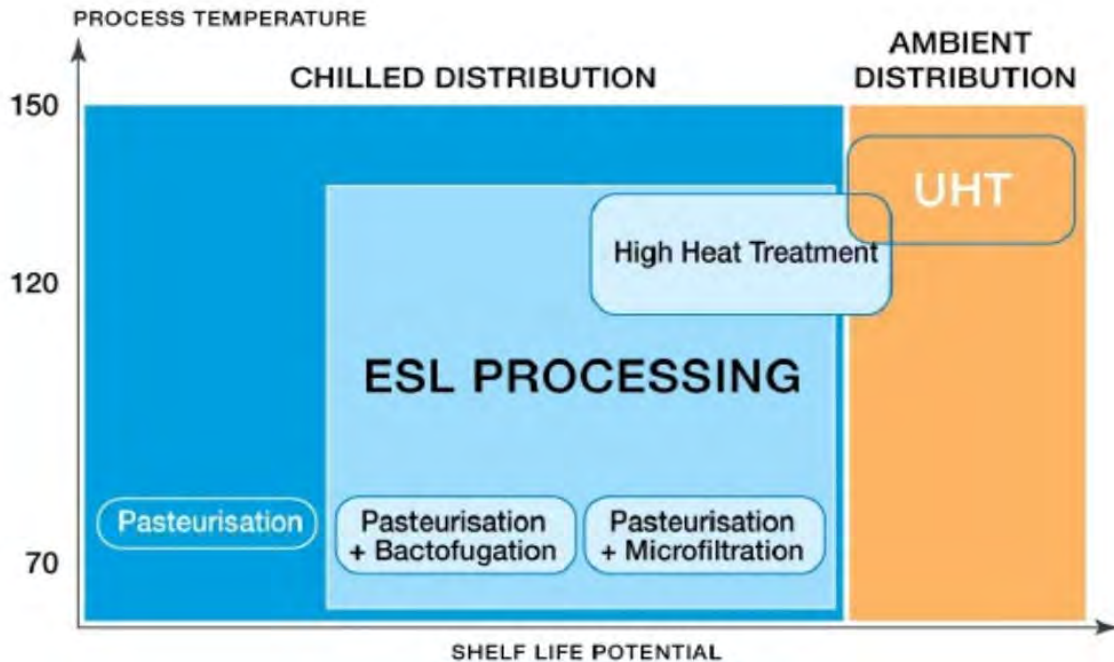 PROCESS TEMPERATURE
CHILLED DISTRIBUTION
AMBIENT
DISTRIBUTION
150
UHT
High Heat Treatment
120
ESL PROCESSING
Pasteurisation
Pasteurisation
+ Bactofugation
Pasteurisation
+ Microfiltration
70
SHELF LIFE POTENTIAL